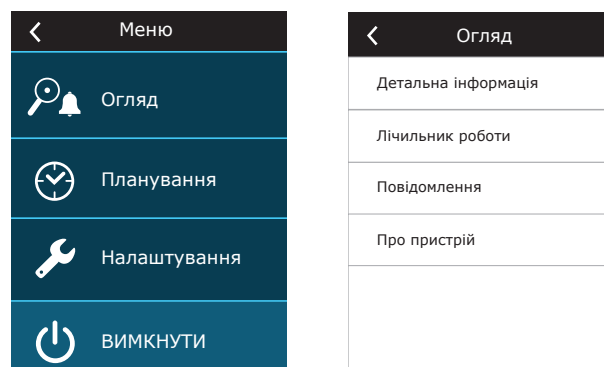 Меню
Огляд
Планування
Налаштування
ВИМКНУТИ
Огляд
Детальна інформація
Лічильник роботи
Повідомлення
Про пристрій